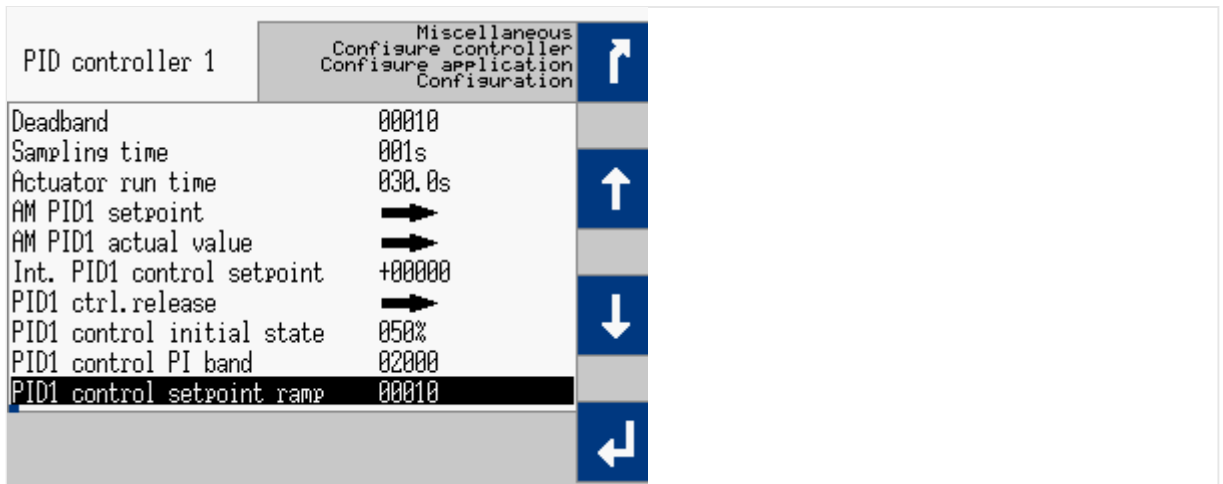 PID controller 1
Miscellaneous
Configure controller
Configure application
Configuration
Deadband 00010
Sampling time 001s
Actuator run time 030.0s
AM PID1 setpoint
AM PID1 actual value
Int. PID1 control setpoint +00000
PID1 ctrl.release
PID1 control initial state 050%
PID1 control PI band 02000
PID1 control setpoint ramp 00010